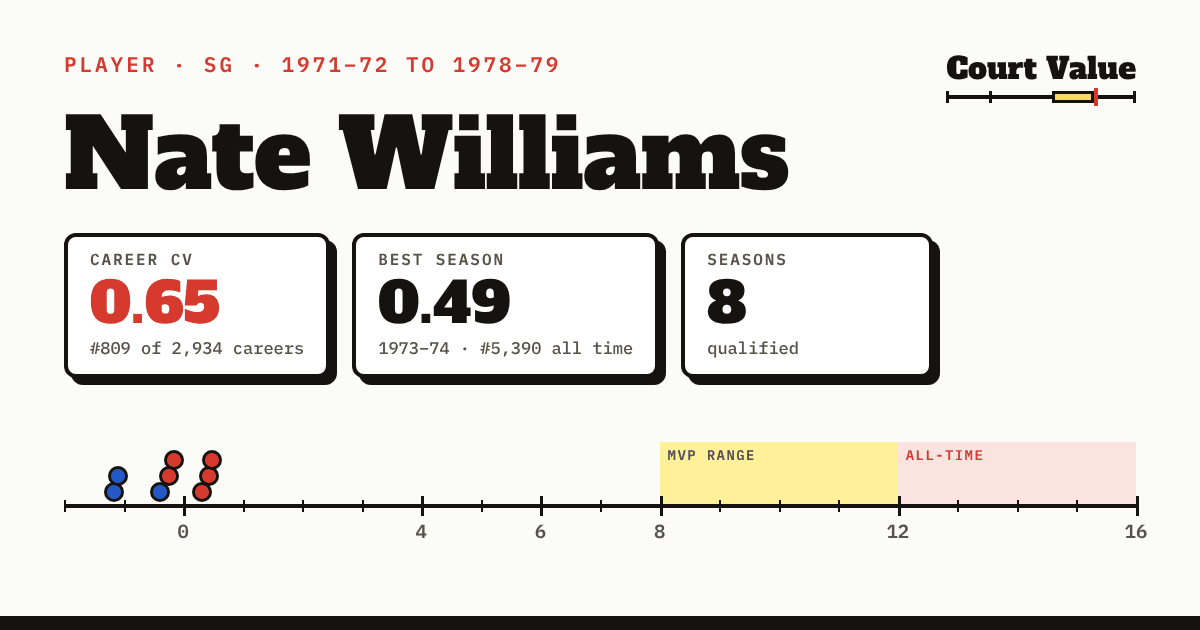 PLAYER · SG · 1971–72 TO 1978–79
Court Value
Nate Williams
CAREER CV
0.65
#809 of 2,934 careers
BEST SEASON
0.49
1973–74 · #5,390 all time
SEASONS
8
qualified
MVP RANGE
ALL-TIME
0 4 6 8 12 16